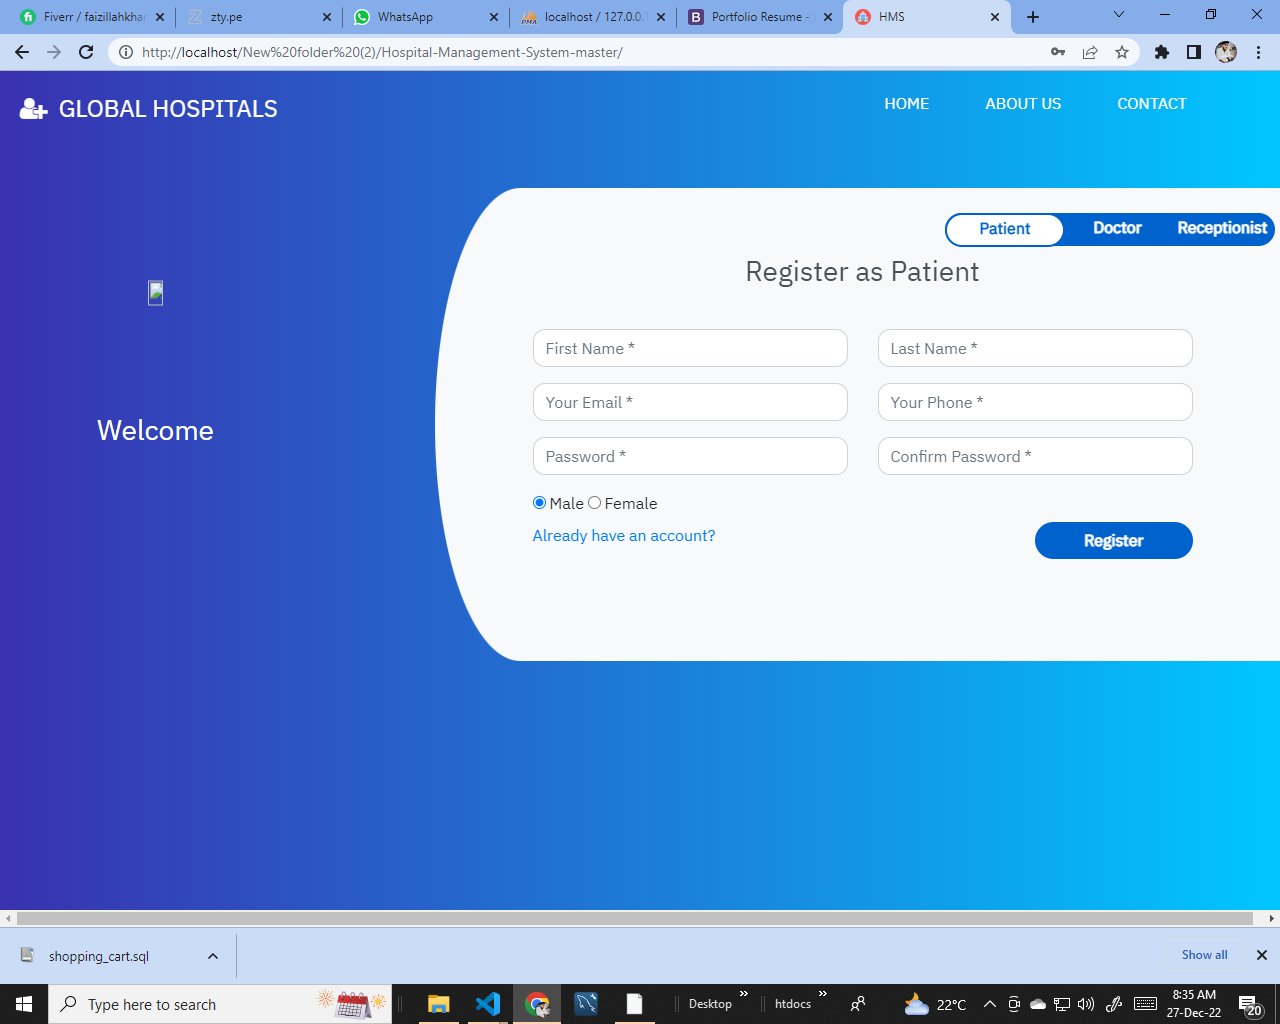 Fiverr / faizillahkhan
zty.pe
WhatsApp
localhost / 127.0.0.1
Portfolio Resume -
HMS
http://localhost/New%20folder%20(2)/Hospital-Management-System-master/
GLOBAL HOSPITALS
HOME
ABOUT US
CONTACT
Patient
Doctor
Receptionist
Register as Patient
Welcome
First Name *
Last Name *
Your Email *
Your Phone *
Password *
Confirm Password *
Male
Female
Already have an account?
Register
shopping_cart.sql
Show all
Type here to search
Desktop
htdocs
22°C
8:35 AM
27-Dec-22
20